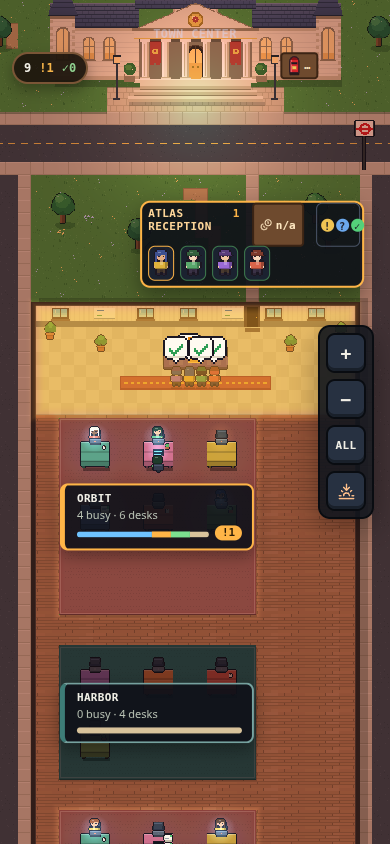 TOWN CENTER
9 !1 ✓0
–
ATLAS 1
RECEPTION
n/a
! ? ✓
+
−
ALL
ORBIT
4 busy · 6 desks
!1
HARBOR
0 busy · 4 desks